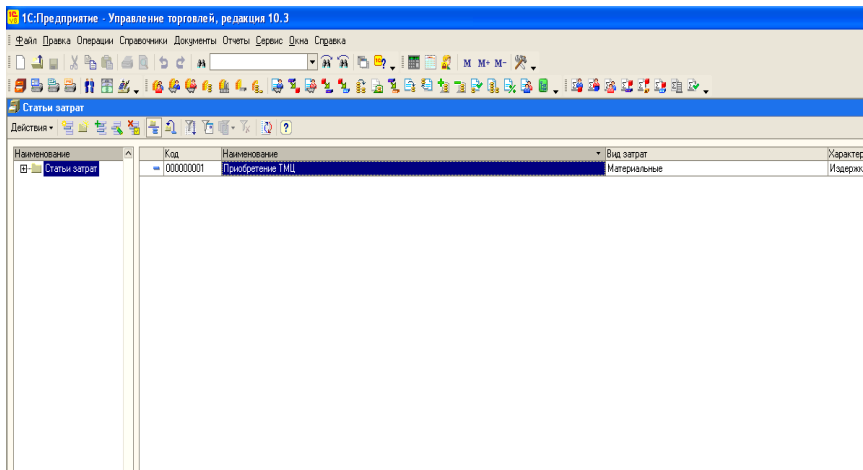 1С:Предприятие - Управление торговлей, редакция 10.3
Файл Правка Операции Справочники Документы Отчеты Сервис Окна Справка
M M+ M-
Статьи затрат
Действия
Наименование Код Наименование Вид затрат Характер
Статьи затрат 000000001 Приобретение ТМЦ Материальные Издержк